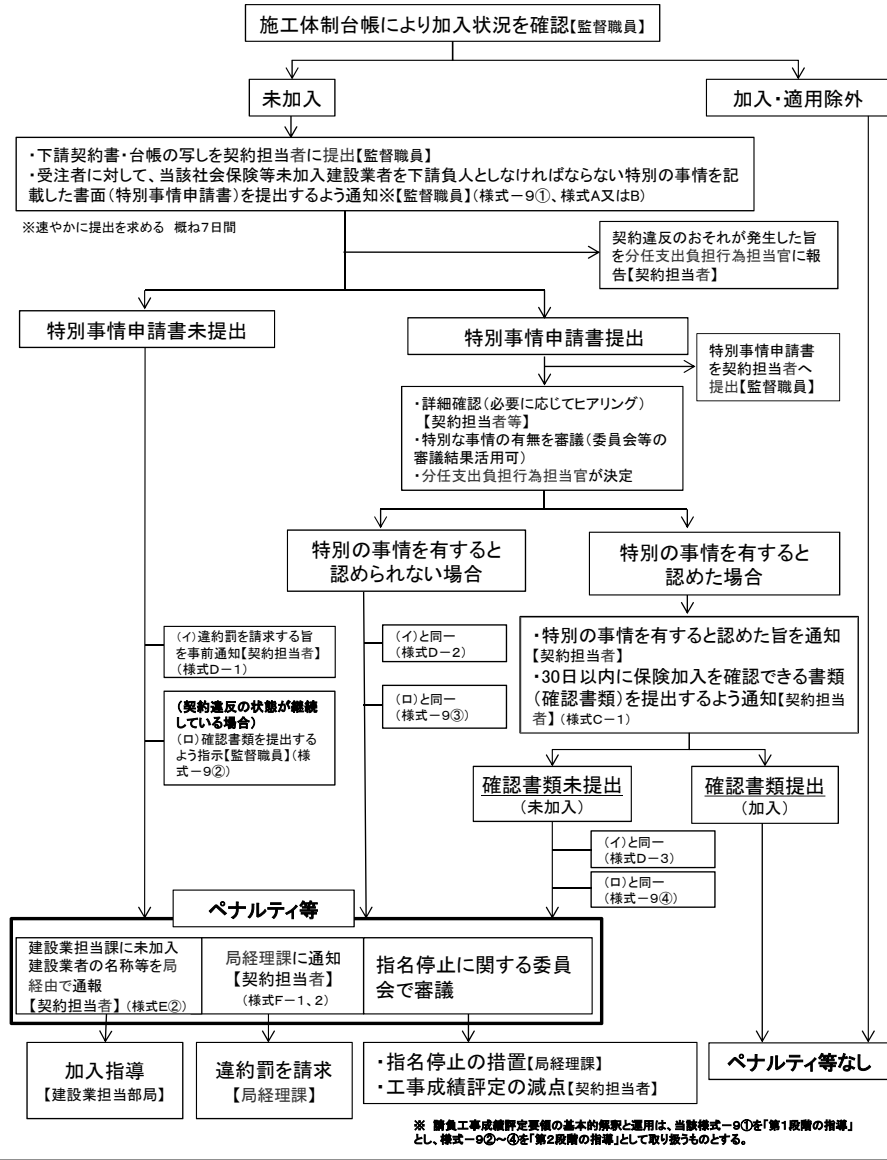 施工体制台帳により加入状況を確認【監督職員】
未加入
加入・適用除外
・下請契約書・台帳の写しを契約担当者に提出【監督職員】
・受注者に対して、当該社会保険等未加入建設業者を下請負人としなければならない特別の事情を記
載した書面（特別事情申請書）を提出するよう通知※【監督職員】（様式－9①、様式A又はB）
※速やかに提出を求める　概ね7日間
契約違反のおそれが発生した旨
を分任支出負担行為担当官に報
告【契約担当者】
特別事情申請書未提出
特別事情申請書提出
特別事情申請書
を契約担当者へ
提出【監督職員】
・詳細確認（必要に応じてヒアリング）
【契約担当者等】
・特別な事情の有無を審議（委員会等の
審議結果活用可）
・分任支出負担行為担当官が決定
特別の事情を有すると
認められない場合
特別の事情を有すると
認めた場合
（イ）違約罰を請求する旨
を事前通知【契約担当者】
（様式D－1）
（イ）と同一
（様式D－2）
・特別の事情を有すると認めた旨を通知
【契約担当者】
・30日以内に保険加入を確認できる書類
（確認書類）を提出するよう通知【契約担当
者】（様式C－1）
（契約違反の状態が継続
している場合）
（ロ）確認書類を提出する
よう指示【監督職員】（様
式－9②）
（ロ）と同一
（様式－9③）
確認書類未提出
（未加入）
確認書類提出
（加入）
（イ）と同一
（様式D－3）
（ロ）と同一
（様式－9④）
ペナルティ等
建設業担当課に未加入
建設業者の名称等を局
経由で通報
【契約担当者】（様式E②）
局経理課に通知
【契約担当者】
（様式F－1、2）
指名停止に関する委員
会で審議
加入指導
【建設業担当部局】
違約罰を請求
【局経理課】
・指名停止の措置【局経理課】
・工事成績評定の減点【契約担当者】
ペナルティ等なし
※　請負工事成績評定要領の基本的解釈と運用は、当該様式－9①を「第1段階の指導」
とし、様式－9②～④を「第2段階の指導」として取り扱うものとする。